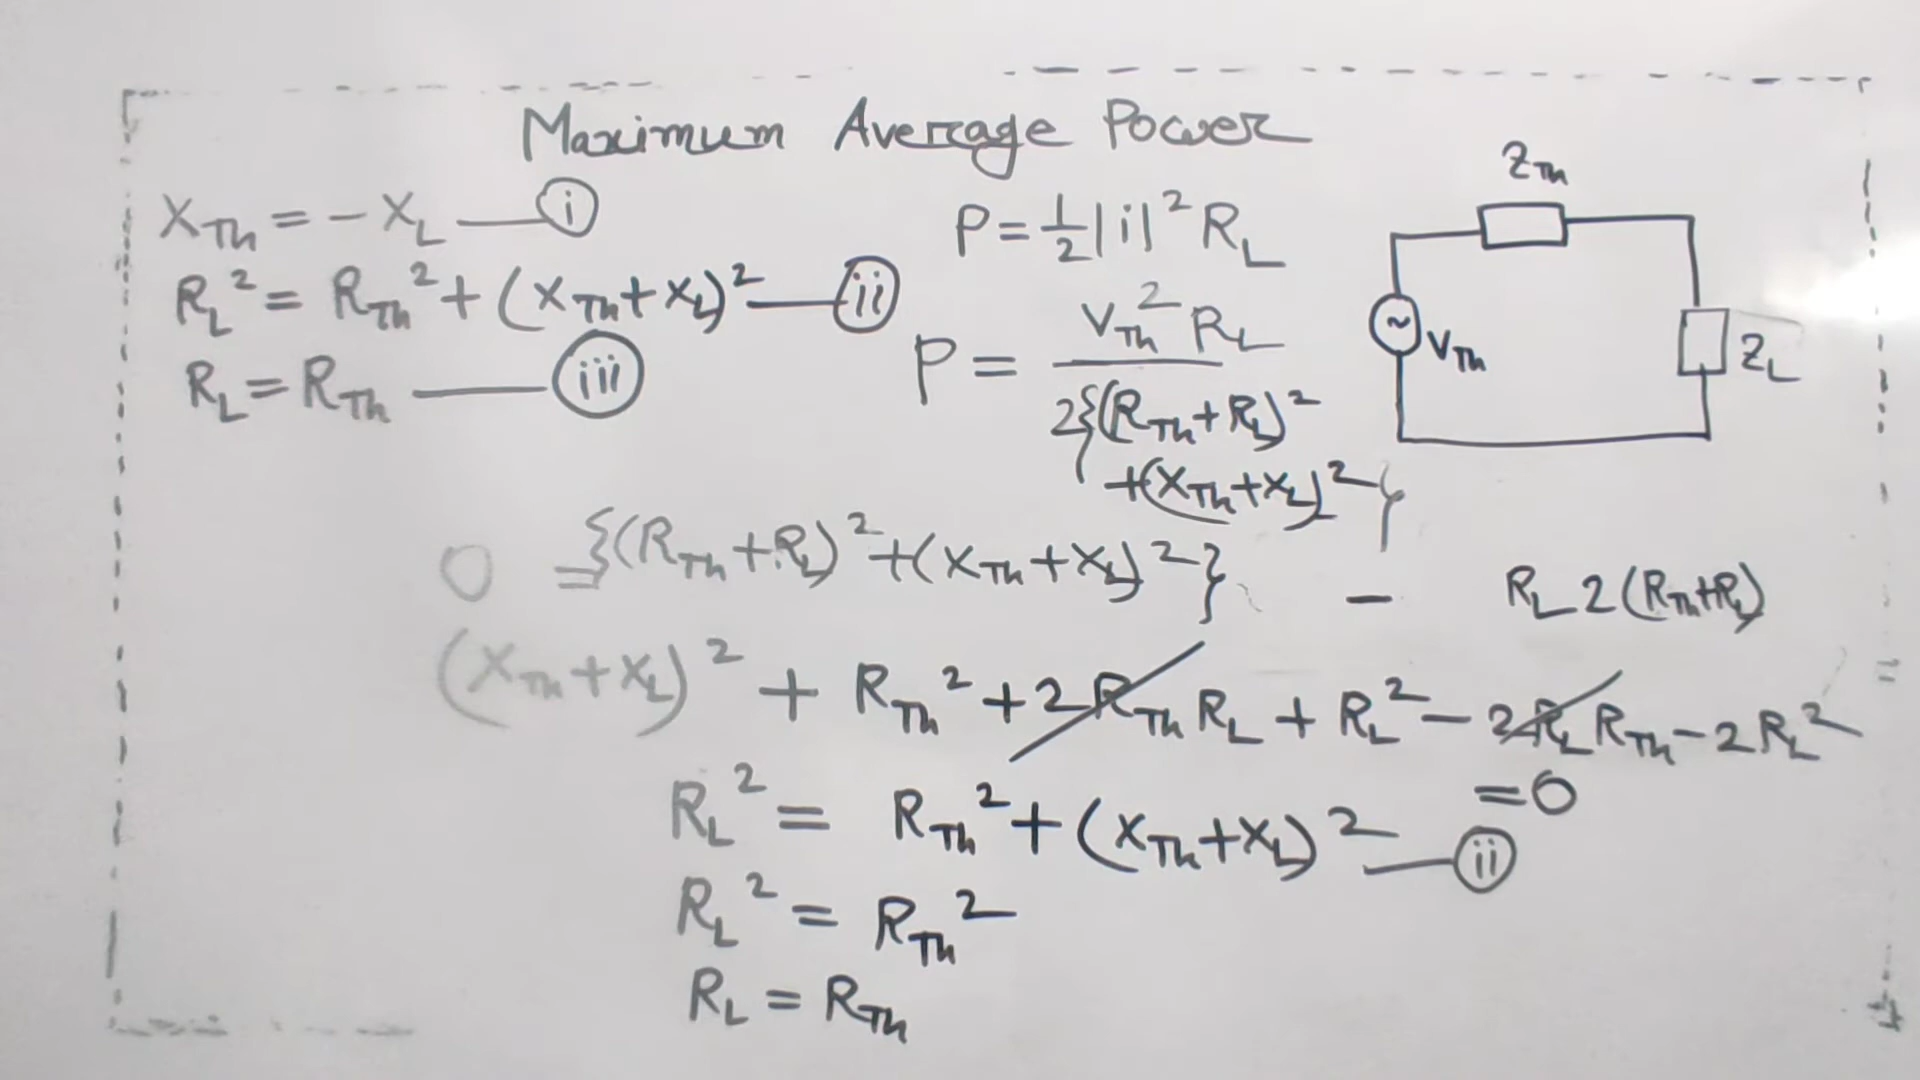 Maximum Average Power
X_Th = - X_L —— (i)
R_L² = R_Th² + (X_Th + X_L)² —— (ii)
R_L = R_Th —— (iii)
P = 1/2 |i|² R_L
P = V_Th² R_L / 2{(R_Th + R_L)² + (X_Th + X_L)²}
Z_Th
V_Th
Z_L
0 = {(R_Th + R_L)² + (X_Th + X_L)²} - R_L 2(R_Th + R_L)
(X_Th + X_L)² + R_Th² + 2R_Th R_L + R_L² - 2R_L R_Th - 2R_L²
= 0
R_L² = R_Th² + (X_Th + X_L)² —— (ii)
R_L² = R_Th²
R_L = R_Th